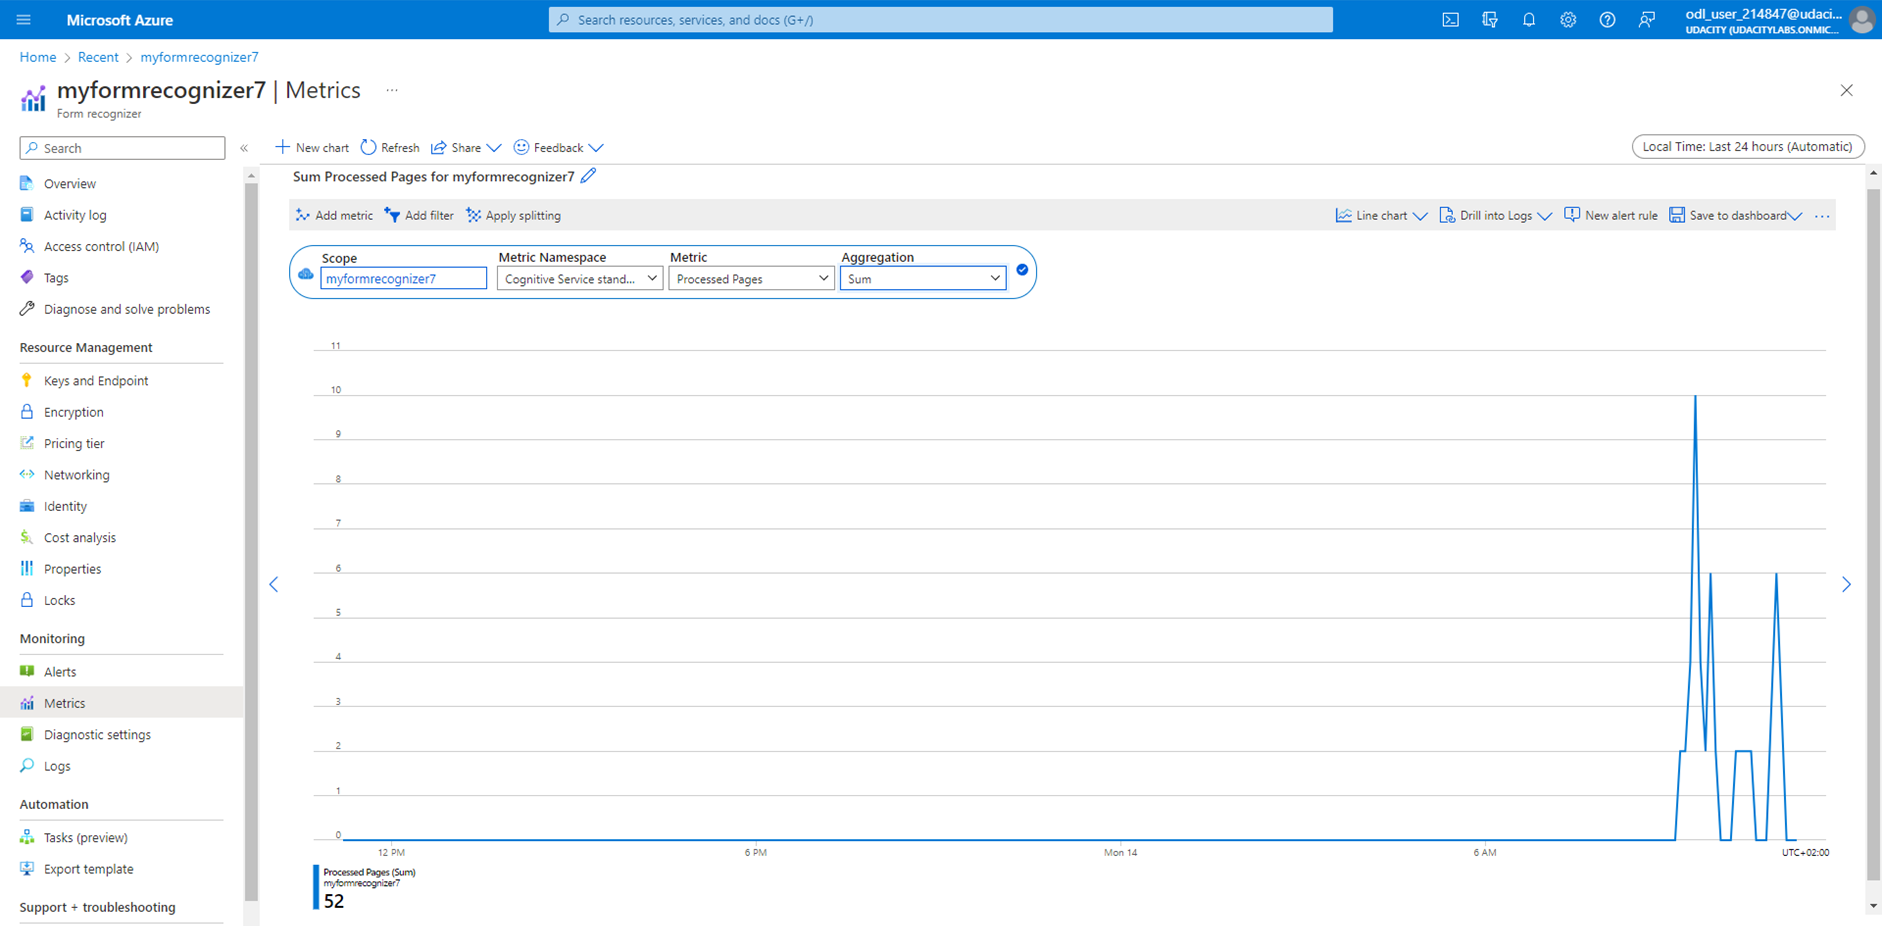 Microsoft Azure
Search resources, services, and docs (G+/)
odl_user_214847@udaci...
UDACITY (UDACITYLABS.ONMIC...
Home > Recent > myformrecognizer7
myformrecognizer7 | Metrics ...
Form recognizer
Search
«
New chart Refresh Share Feedback
Local Time: Last 24 hours (Automatic)
Overview
Activity log
Access control (IAM)
Tags
Diagnose and solve problems
Resource Management
Keys and Endpoint
Encryption
Pricing tier
Networking
Identity
Cost analysis
Properties
Locks
Monitoring
Alerts
Metrics
Diagnostic settings
Logs
Automation
Tasks (preview)
Export template
Support + troubleshooting
Sum Processed Pages for myformrecognizer7
Add metric Add filter Apply splitting
Line chart Drill into Logs New alert rule Save to dashboard ...
Scope Metric Namespace Metric Aggregation
myformrecognizer7 Cognitive Service stand... Processed Pages Sum
11
10
9
8
7
6
5
4
3
2
1
0
12 PM 6 PM Mon 14 6 AM UTC+02:00
Processed Pages (Sum)
myformrecognizer7
52